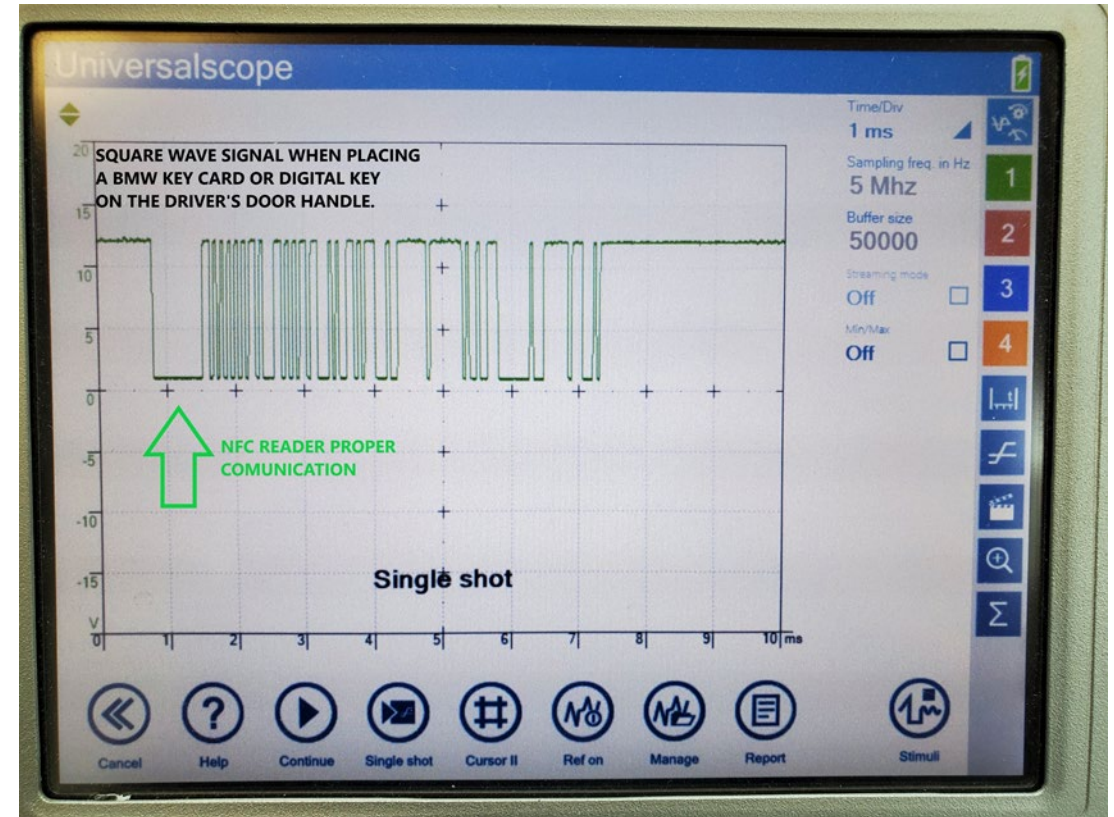 Universalscope
Time/Div
1 ms
Sampling freq. in Hz
5 Mhz
Buffer size
50000
Streaming mode
Off
Min/Max
Off
1
2
3
4
20
SQUARE WAVE SIGNAL WHEN PLACING
A BMW KEY CARD OR DIGITAL KEY
ON THE DRIVER'S DOOR HANDLE.
15
10
5
0
-5
-10
-15
V
NFC READER PROPER
COMUNICATION
Single shot
0 1 2 3 4 5 6 7 8 9 10 ms
Cancel Help Continue Single shot Cursor II Ref on Manage Report Stimuli